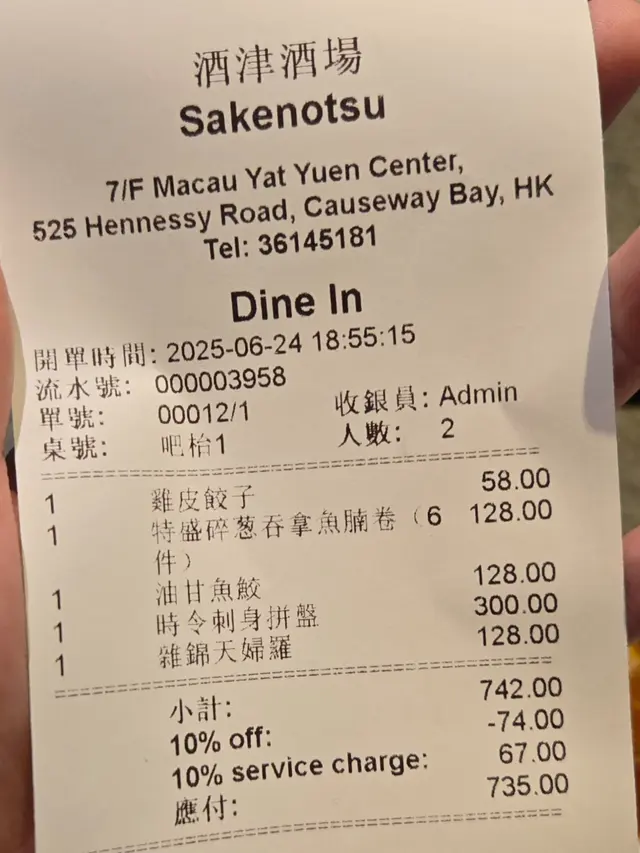 酒津酒場
Sakenotsu
7/F Macau Yat Yuen Center,
525 Hennessy Road, Causeway Bay, HK
Tel: 36145181
Dine In
開單時間: 2025-06-24 18:55:15
流水號: 000003958
單號: 00012/1 收銀員: Admin
桌號: 吧枱1 人數: 2
1 雞皮餃子 58.00
1 特盛碎葱吞拿魚腩卷（6 128.00
件）
1 油甘魚鮫 128.00
1 時令刺身拼盤 300.00
1 雜錦天婦羅 128.00
小計: 742.00
10% off: -74.00
10% service charge: 67.00
應付: 735.00